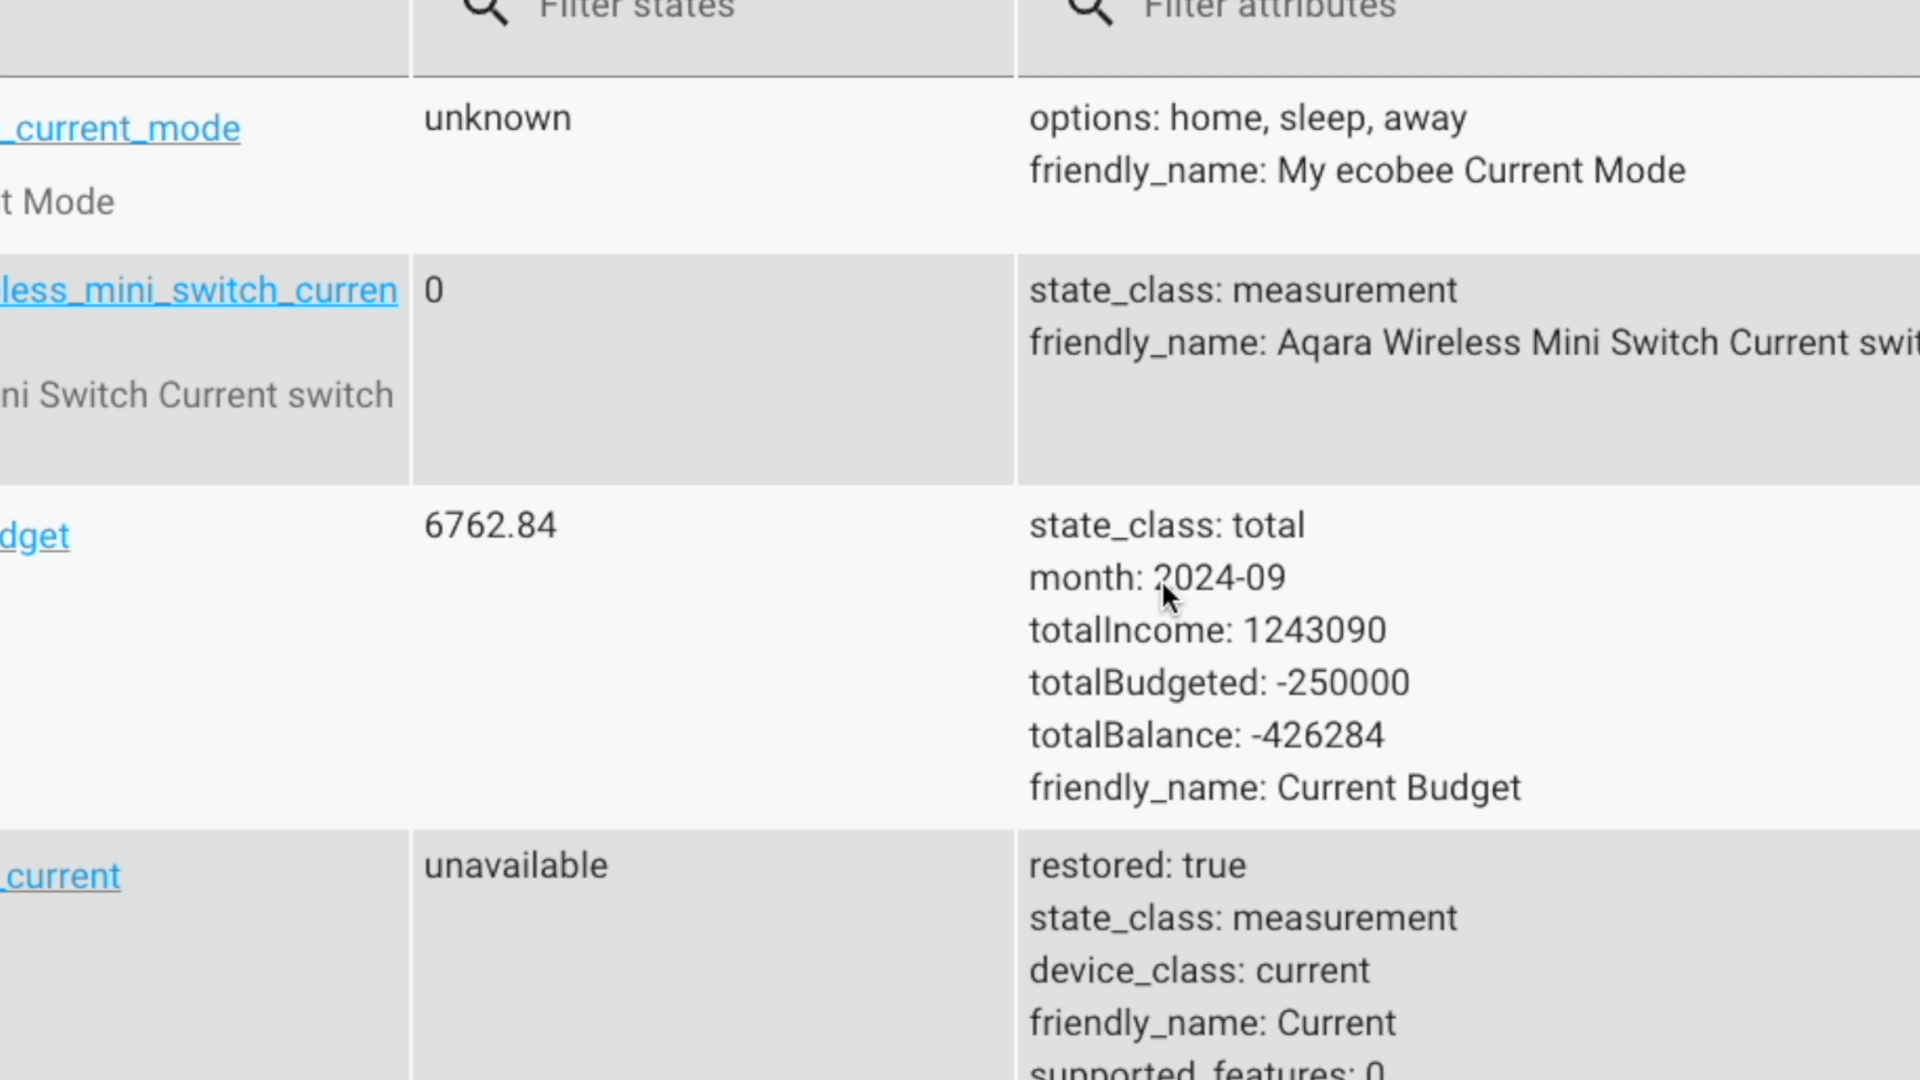 Filter states
Filter attributes
_current_mode
t Mode
unknown
options: home, sleep, away
friendly_name: My ecobee Current Mode
less_mini_switch_curren
ni Switch Current switch
0
state_class: measurement
friendly_name: Aqara Wireless Mini Switch Current swit
dget
6762.84
state_class: total
month: 2024-09
totalIncome: 1243090
totalBudgeted: -250000
totalBalance: -426284
friendly_name: Current Budget
_current
unavailable
restored: true
state_class: measurement
device_class: current
friendly_name: Current
supported_features: 0